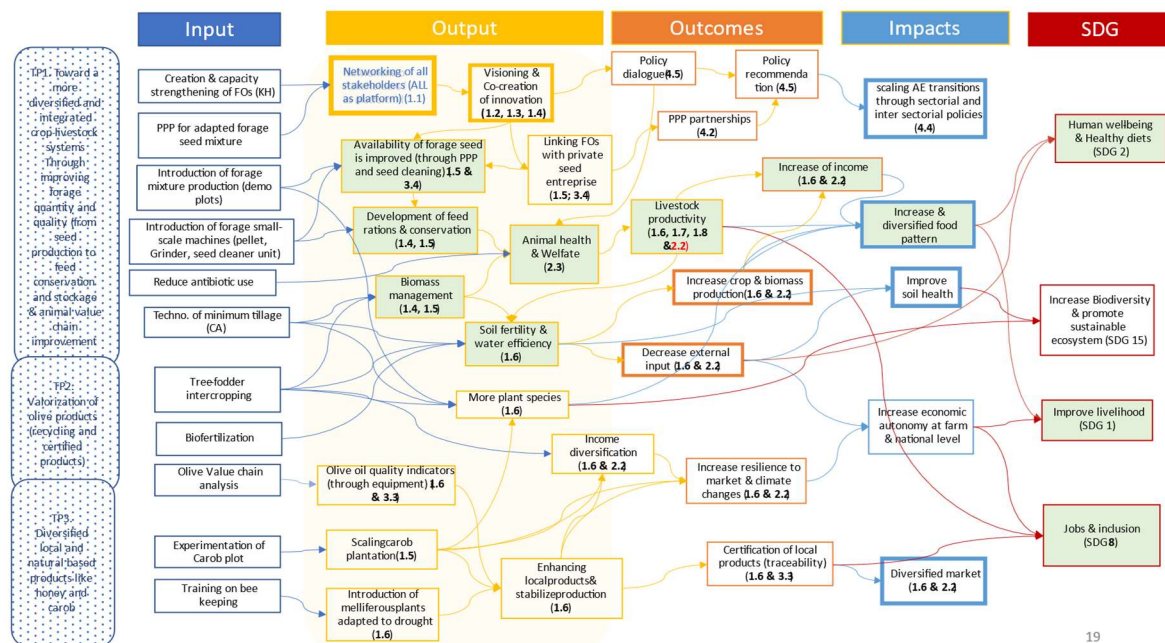 Input
Output
Outcomes
Impacts
SDG
TP1. Toward a
more
diversified and
integrated
crop-livestock
systems
Through
improving
forage
quantity and
quality (from
seed
production to
feed
conservation
and stockage
& animal value
chain
improvement
TP2.
Valorization of
olive products
(recycling and
certified
products)
TP3.
Diversified
local and
natural based
products like
honey and
carob
Creation & capacity
strengthening of FOs (KH)
PPP for adapted forage
seed mixture
Introduction of forage
mixture production (demo
plots)
Introduction of forage small-
scale machines (pellet,
Grinder, seed cleaner unit)
Reduce antibiotic use
Techno. of minimum tillage
(CA)
Tree-fodder
intercropping
Biofertilization
Olive Value chain
analysis
Experimentation of
Carob plot
Training on bee
keeping
Networking of all
stakeholders (ALL
as platform) (1.1)
Visioning &
Co-creation
of innovation
(1.2, 1.3, 1.4)
Availability of forage seed
is improved (through PPP
and seed cleaning) (1.5 &
3.4)
Linking FOs
with private
seed
entreprise
(1.5; 3.4)
Development of feed
rations & conservation
(1.4, 1.5)
Animal health
& Welfate
(2.3)
Biomass
management
(1.4, 1.5)
Soil fertility &
water efficiency
(1.6)
More plant species
(1.6)
Income
diversification
(1.6 & 2.2)
Olive oil quality indicators
(through equipment) (1.6
& 3.3)
Scalingcarob
plantation(1.5)
Introduction of
melliferousplants
adapted to drought
(1.6)
Enhancing
localproducts&
stabilizeproduction
(1.6)
Policy
dialogue(4.5)
Policy
recommenda
tion (4.5)
PPP partnerships
(4.2)
Increase of income
(1.6 & 2.2)
Livestock
productivity
(1.6, 1.7, 1.8
&2.2)
Increase crop & biomass
production(1.6 & 2.2)
Decrease external
input (1.6 & 2.2)
Increase resilience to
market & climate
changes (1.6 & 2.2)
Certification of local
products (traceability)
(1.6 & 3.3)
scaling AE transitions
through sectorial and
inter sectorial policies
(4.4)
Increase &
diversified food
pattern
Improve
soil health
Increase economic
autonomy at farm
& national level
Diversified market
(1.6 & 2.2)
Human wellbeing
& Healthy diets
(SDG 2)
Increase Biodiversity
& promote
sustainable
ecosystem (SDG 15)
Improve livelihood
(SDG 1)
Jobs & inclusion
(SDG8)
19